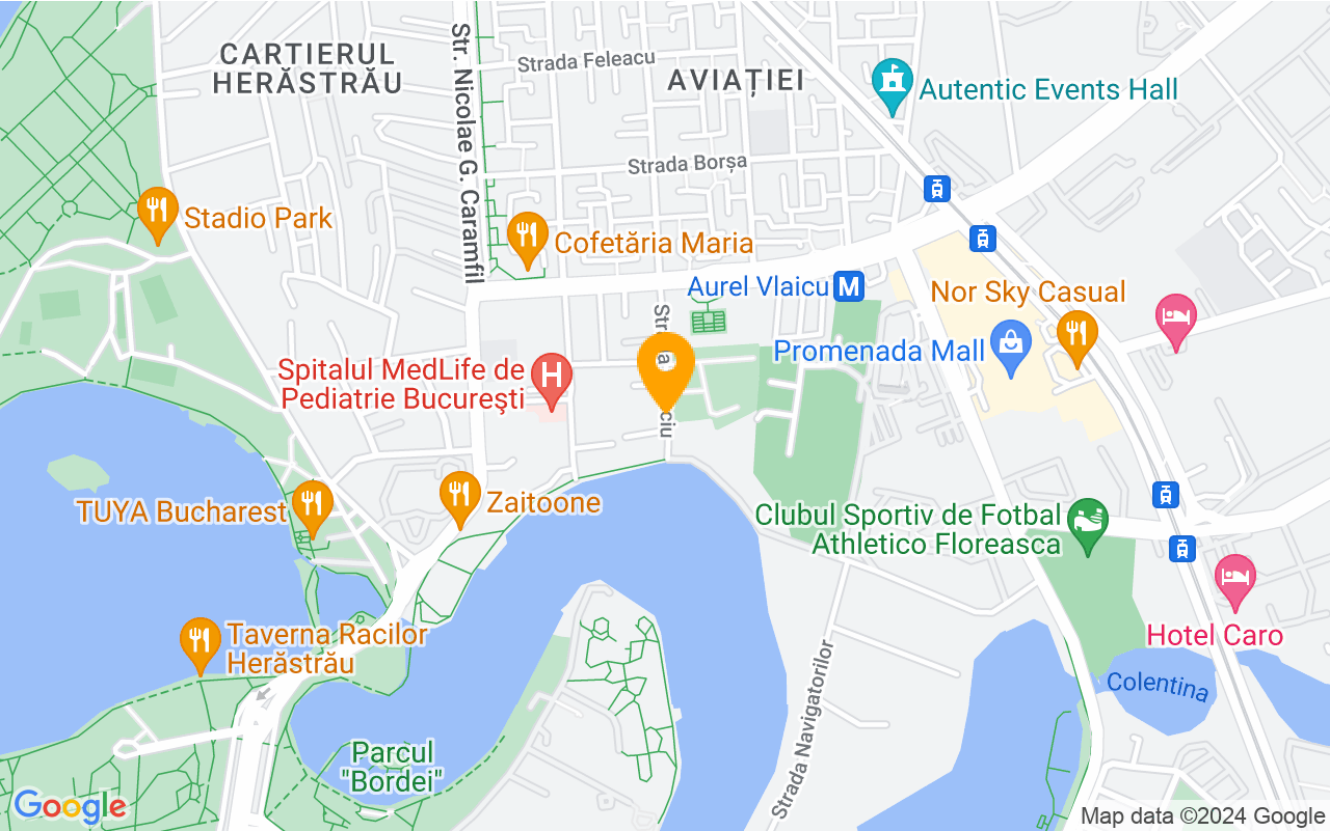 CARTIERUL
HERĂSTRĂU
Str. Nicolae G. Caramfil
Strada Feleacu
AVIAȚIEI
Autentic Events Hall
Strada Borșa
Stadio Park
Cofetăria Maria
Aurel Vlaicu M
Nor Sky Casual
Promenada Mall
Spitalul MedLife de
Pediatrie Bucureşti
H
TUYA Bucharest
Zaitoone
Clubul Sportiv de Fotbal
Athletico Floreasca
Taverna Racilor
Herăstrău
Hotel Caro
Colentina
Strada Navigatorilor
Parcul
"Bordei"
Google
Map data ©2024 Google